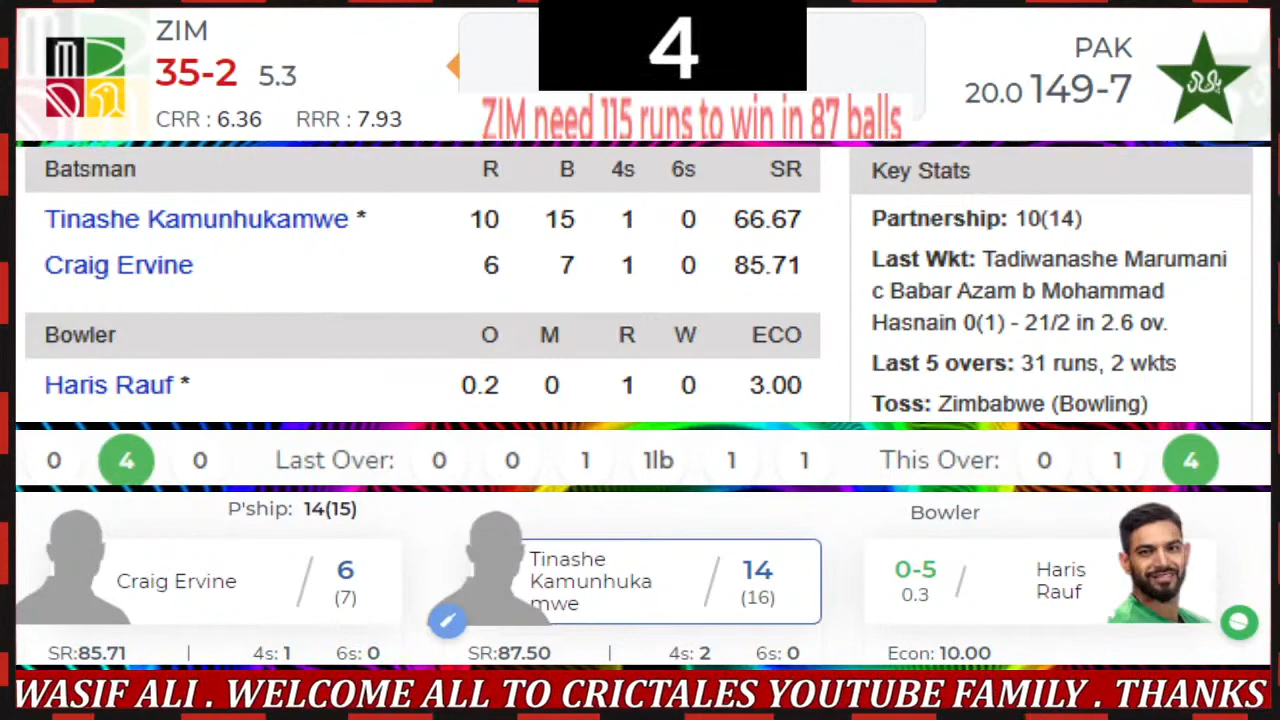 ZIM
35-2 5.3
CRR : 6.36 RRR : 7.93
4
ZIM need 115 runs to win in 87 balls
PAK
20.0 149-7
Batsman R B 4s 6s SR
Tinashe Kamunhukamwe * 10 15 1 0 66.67
Craig Ervine 6 7 1 0 85.71
Bowler O M R W ECO
Haris Rauf * 0.2 0 1 0 3.00
Key Stats
Partnership: 10(14)
Last Wkt: Tadiwanashe Marumani
c Babar Azam b Mohammad
Hasnain 0(1) - 21/2 in 2.6 ov.
Last 5 overs: 31 runs, 2 wkts
Toss: Zimbabwe (Bowling)
0 4 0 Last Over: 0 0 1 1lb 1 1 This Over: 0 1 4
P'ship: 14(15)
Craig Ervine / 6
(7)
SR:85.71 | 4s: 1 6s: 0
Tinashe
Kamunhuka
mwe / 14
(16)
SR:87.50 | 4s: 2 6s: 0
Bowler
0-5 / Haris
0.3 Rauf
Econ: 10.00
WASIF ALI . WELCOME ALL TO CRICTALES YOUTUBE FAMILY . THANKS